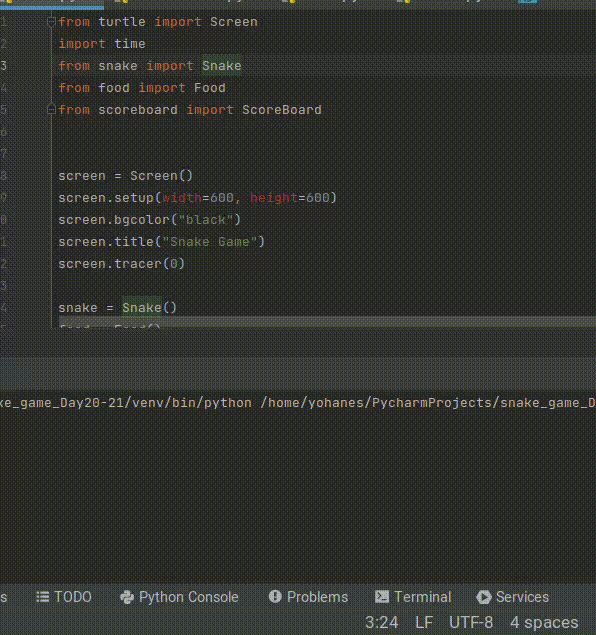 1 from turtle import Screen
2 import time
3 from snake import Snake
4 from food import Food
5 from scoreboard import ScoreBoard
6
7
8 screen = Screen()
9 screen.setup(width=600, height=600)
0 screen.bgcolor("black")
1 screen.title("Snake Game")
2 screen.tracer(0)
3
4 snake = Snake()
ke_game_Day20-21/venv/bin/python /home/yohanes/PycharmProjects/snake_game_D
s TODO Python Console Problems Terminal Services
3:24 LF UTF-8 4 spaces